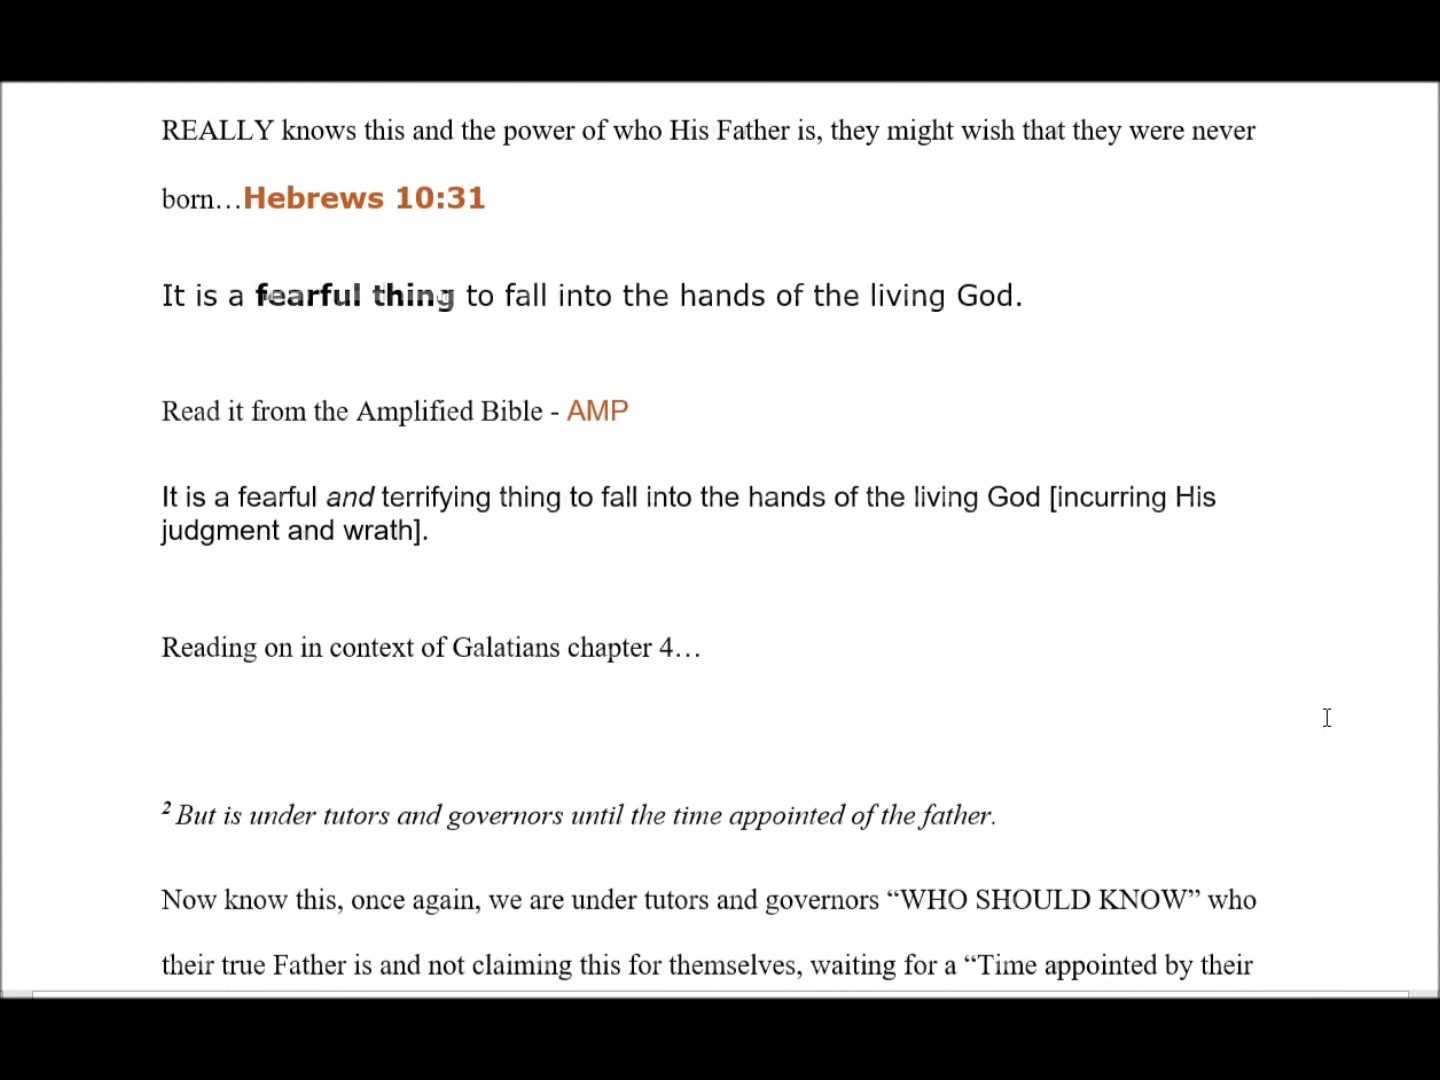 REALLY knows this and the power of who His Father is, they might wish that they were never
born…Hebrews 10:31
It is a fearful thing to fall into the hands of the living God.
Read it from the Amplified Bible - AMP
It is a fearful and terrifying thing to fall into the hands of the living God [incurring His
judgment and wrath].
Reading on in context of Galatians chapter 4…
2 But is under tutors and governors until the time appointed of the father.
Now know this, once again, we are under tutors and governors “WHO SHOULD KNOW” who
their true Father is and not claiming this for themselves, waiting for a “Time appointed by their